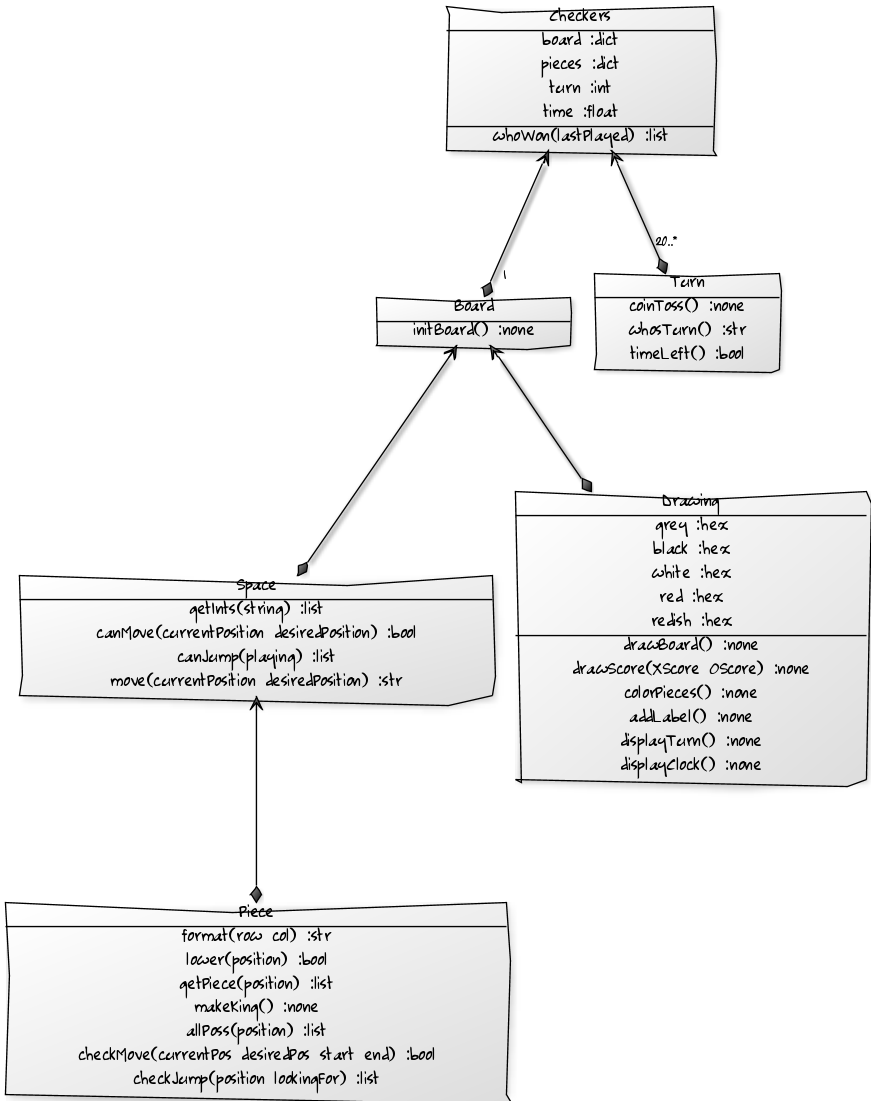 Checkers
board :dict
pieces :dict
turn :int
time :float
whoWon(lastPlayed) :list
20..*
1
Turn
coinToss() :none
whosTurn() :str
timeLeft() :bool
Board
initBoard() :none
Drawing
grey :hex
black :hex
white :hex
red :hex
redish :hex
drawBoard() :none
drawScore(XScore OScore) :none
colorPieces() :none
addLabel() :none
displayTurn() :none
displayClock() :none
Space
getInts(string) :list
canMove(currentPosition desiredPosition) :bool
canJump(playing) :list
move(currentPosition desiredPosition) :str
Piece
format(row col) :str
lower(position) :bool
getPiece(position) :list
makeKing() :none
allPoss(position) :list
checkMove(currentPos desiredPos start end) :bool
checkJump(position lookingFor) :list